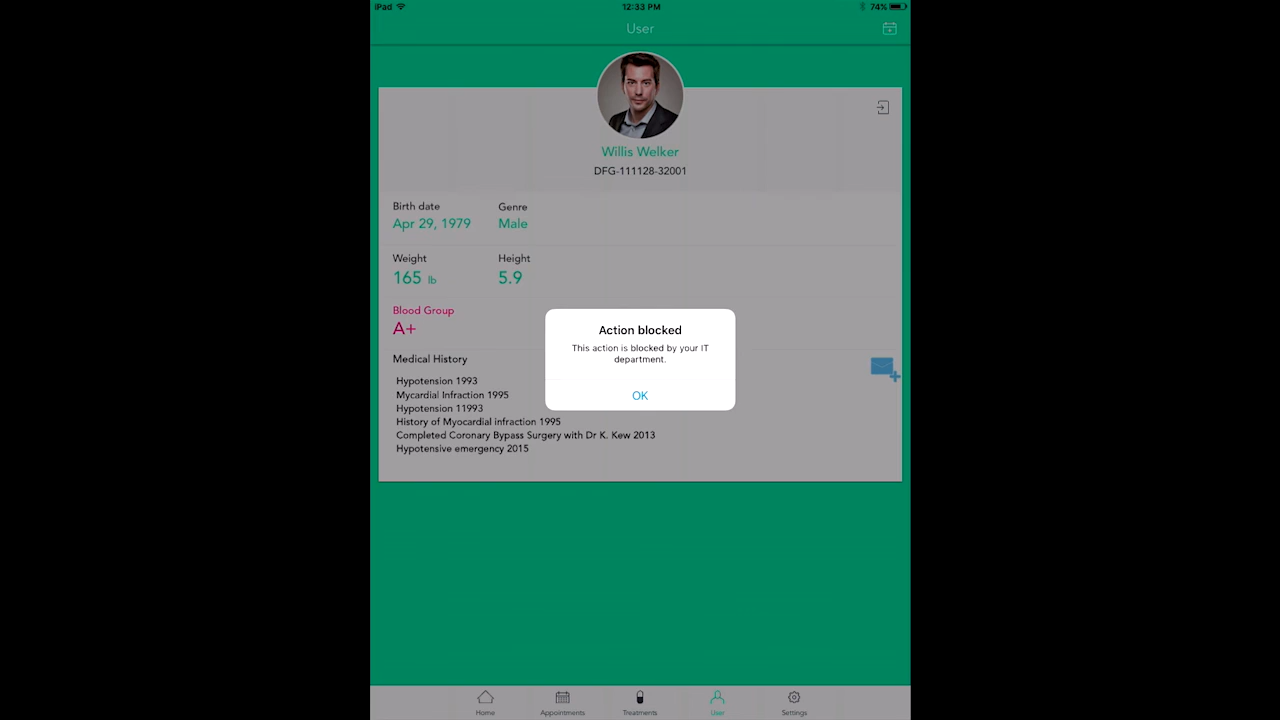 iPad 12:33 PM 74%
User
Willis Welker
DFG-111128-32001
Birth date Genre
Apr 29, 1979 Male
Weight Height
165 lb 5.9
Blood Group
A+
Action blocked
This action is blocked by your IT
department.
OK
Medical History
Hypotension 1993
Mycardial Infraction 1995
Hypotension 11993
History of Myocardial infraction 1995
Completed Coronary Bypass Surgery with Dr K. Kew 2013
Hypotensive emergency 2015
Home Appointments Treatments User Settings